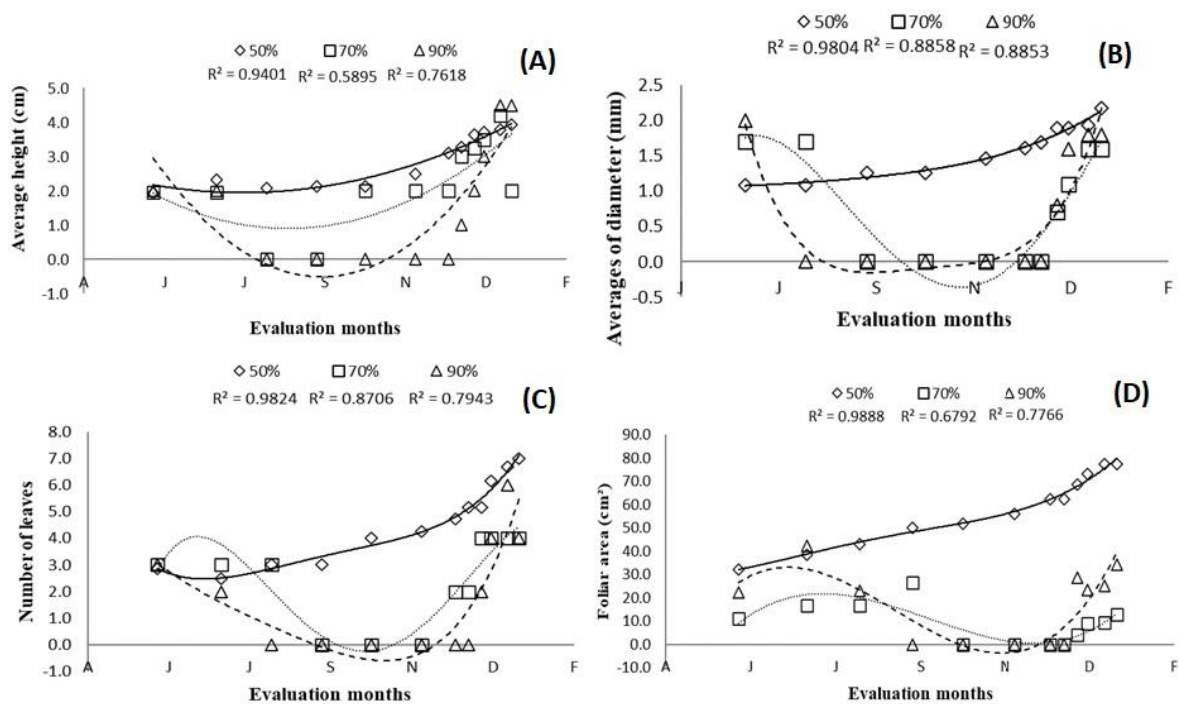 50% 70% 90%
R² = 0.9401 R² = 0.5895 R² = 0.7618
(A)
Average height (cm)
5.0
4.0
3.0
2.0
1.0
0.0
-1.0
A J J S N D F
Evaluation months
50% 70% 90%
R² = 0.9804 R² = 0.8858 R² = 0.8853
(B)
Averages of diameter (mm)
2.5
2.0
1.5
1.0
0.5
0.0
-0.5
J J S N D F
Evaluation months
50% 70% 90%
R² = 0.9824 R² = 0.8706 R² = 0.7943
(C)
Number of leaves
8.0
7.0
6.0
5.0
4.0
3.0
2.0
1.0
0.0
-1.0
A J J S N D F
Evaluation months
50% 70% 90%
R² = 0.9888 R² = 0.6792 R² = 0.7766
(D)
Foliar area (cm²)
90.0
80.0
70.0
60.0
50.0
40.0
30.0
20.0
10.0
0.0
-10.0
A J J S N D F
Evaluation months